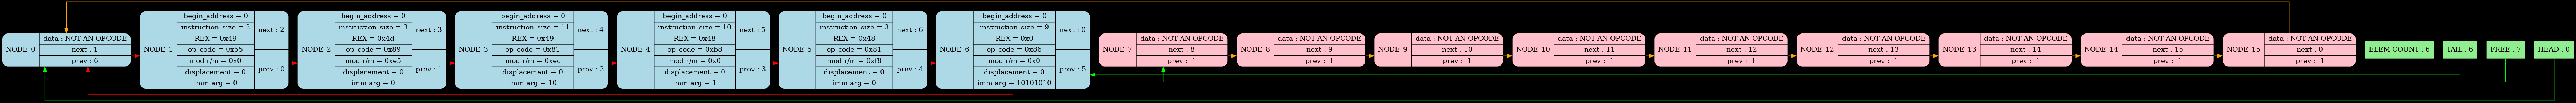 NODE_0
data : NOT AN OPCODE
next : 1
prev : 6
NODE_1
begin_address = 0
instruction_size = 2
REX = 0x49
op_code = 0x55
mod r/m = 0x0
displacement = 0
imm arg = 0
next : 2
prev : 0
NODE_2
begin_address = 0
instruction_size = 3
REX = 0x4d
op_code = 0x89
mod r/m = 0xe5
displacement = 0
imm arg = 0
next : 3
prev : 1
NODE_3
begin_address = 0
instruction_size = 11
REX = 0x49
op_code = 0x81
mod r/m = 0xec
displacement = 0
imm arg = 10
next : 4
prev : 2
NODE_4
begin_address = 0
instruction_size = 10
REX = 0x48
op_code = 0xb8
mod r/m = 0x0
displacement = 0
imm arg = 1
next : 5
prev : 3
NODE_5
begin_address = 0
instruction_size = 3
REX = 0x48
op_code = 0x81
mod r/m = 0xf8
displacement = 0
imm arg = 0
next : 6
prev : 4
NODE_6
begin_address = 0
instruction_size = 9
REX = 0x0
op_code = 0x86
mod r/m = 0x0
displacement = 0
imm arg = 10101010
next : 0
prev : 5
NODE_7
data : NOT AN OPCODE
next : 8
prev : -1
NODE_8
data : NOT AN OPCODE
next : 9
prev : -1
NODE_9
data : NOT AN OPCODE
next : 10
prev : -1
NODE_10
data : NOT AN OPCODE
next : 11
prev : -1
NODE_11
data : NOT AN OPCODE
next : 12
prev : -1
NODE_12
data : NOT AN OPCODE
next : 13
prev : -1
NODE_13
data : NOT AN OPCODE
next : 14
prev : -1
NODE_14
data : NOT AN OPCODE
next : 15
prev : -1
NODE_15
data : NOT AN OPCODE
next : 0
prev : -1
ELEM COUNT : 6
TAIL : 6
FREE : 7
HEAD : 0